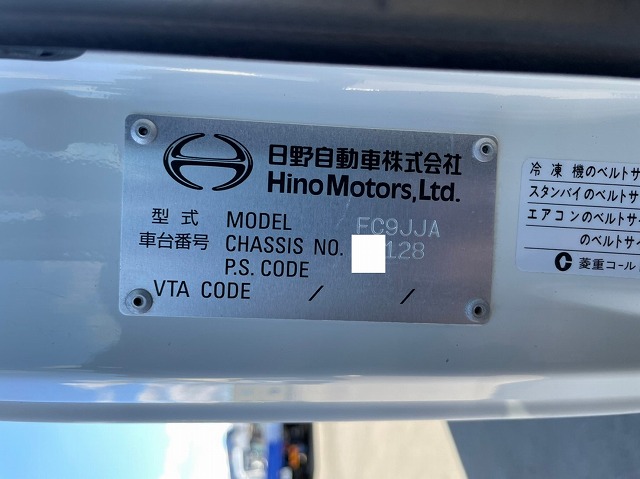 日野自動車株式会社
Hino Motors, Ltd.
型式 MODEL FC9JJA
車台番号 CHASSIS NO. 128
P.S. CODE
VTA CODE / /
冷凍機のベルトサ
スタンバイのベルトサ
エアコンのベルトサ
のベルトサイ
菱重コール